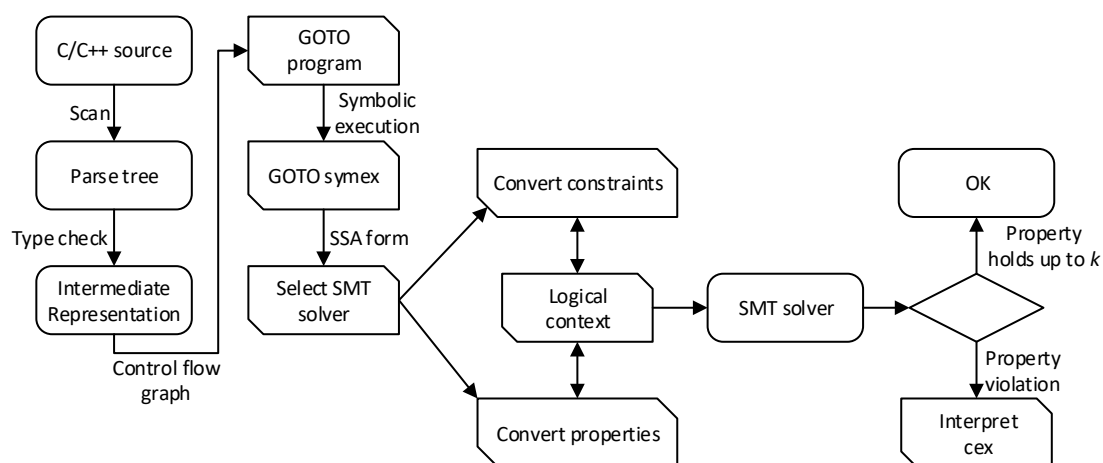 C/C++ source
Scan
Parse tree
Type check
Intermediate
Representation
Control flow
graph
GOTO
program
Symbolic
execution
GOTO symex
SSA form
Select SMT
solver
Convert constraints
Logical
context
Convert properties
SMT solver
OK
Property
holds up to k
Property
violation
Interpret
cex